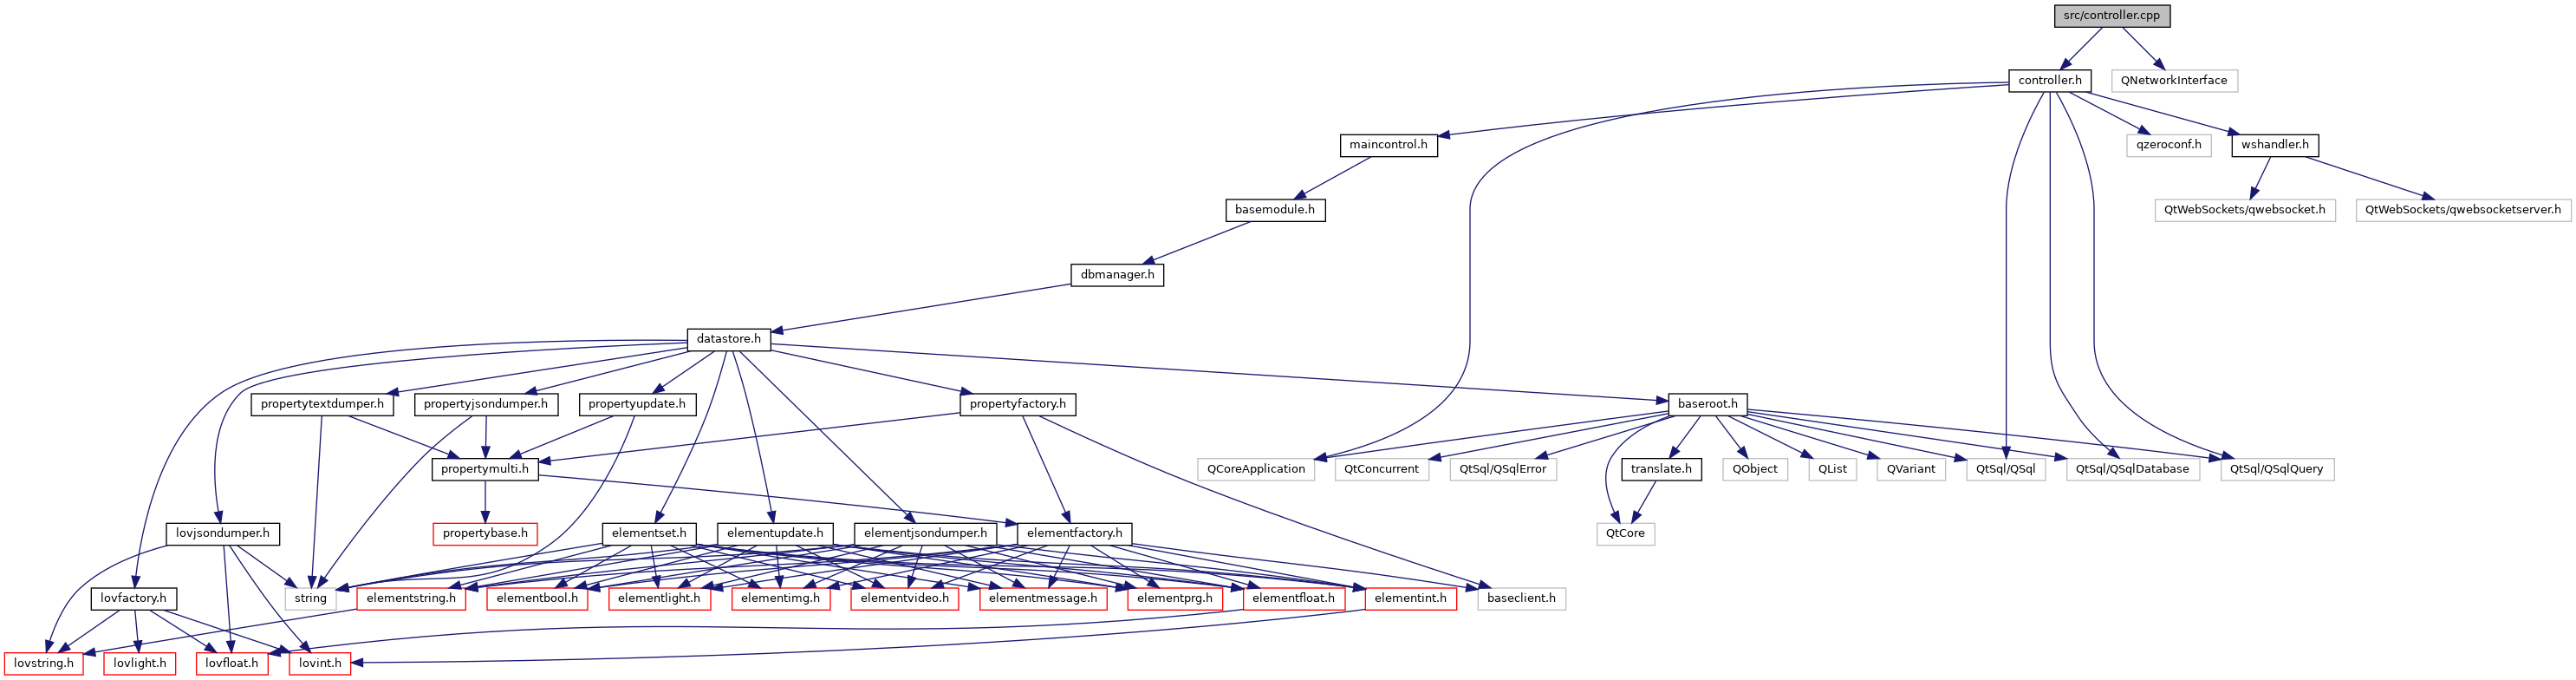 src/controller.cpp
controller.h
QNetworkInterface
maincontrol.h
qzeroconf.h
wshandler.h
basemodule.h
QtWebSockets/qwebsocket.h
QtWebSockets/qwebsocketserver.h
dbmanager.h
datastore.h
propertytextdumper.h
propertyjsondumper.h
propertyupdate.h
propertyfactory.h
baseroot.h
propertymulti.h
QCoreApplication
QtConcurrent
QtSql/QSqlError
translate.h
QObject
QList
QVariant
QtSql/QSql
QtSql/QSqlDatabase
QtSql/QSqlQuery
lovjsondumper.h
propertybase.h
elementset.h
elementupdate.h
elementjsondumper.h
elementfactory.h
QtCore
lovfactory.h
string
elementstring.h
elementbool.h
elementlight.h
elementimg.h
elementvideo.h
elementmessage.h
elementprg.h
elementfloat.h
elementint.h
baseclient.h
lovstring.h
lovlight.h
lovfloat.h
lovint.h